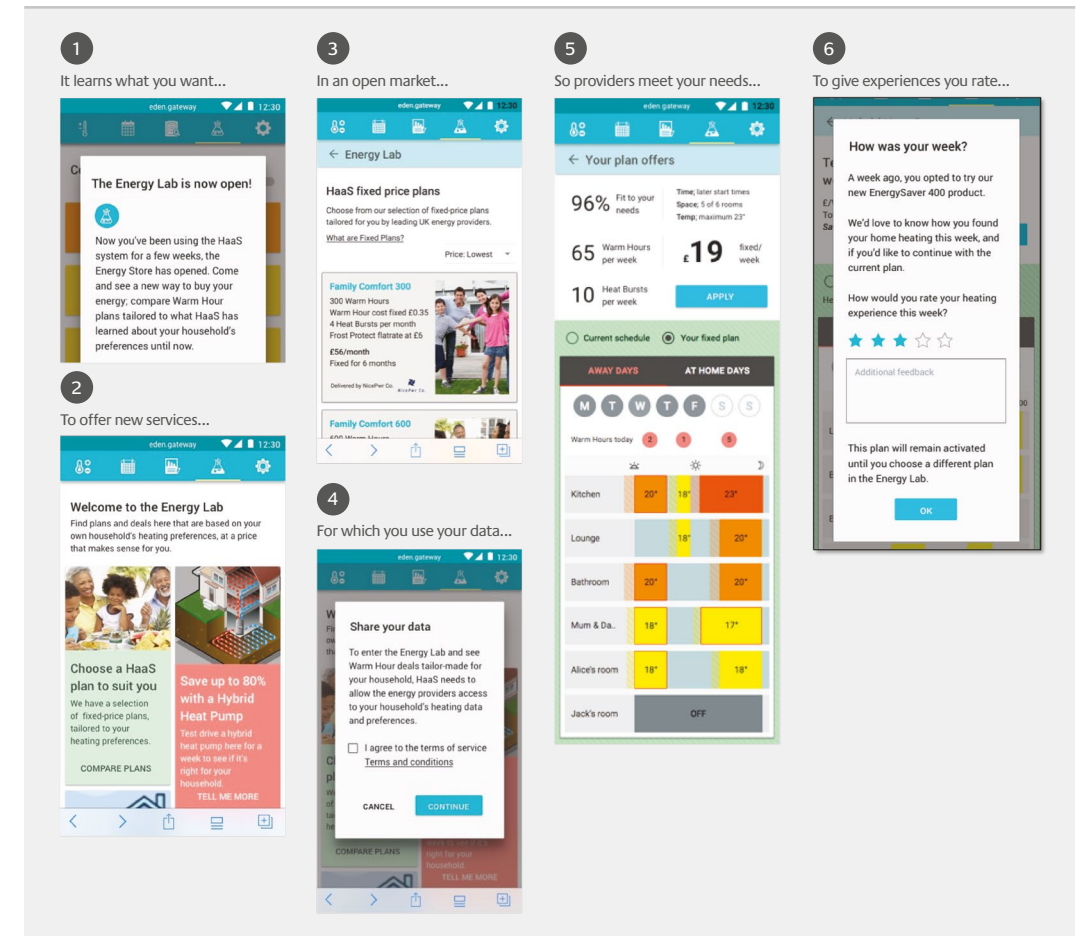 1
It learns what you want...
eden.gateway 12:30
The Energy Lab is now open!
Now you've been using the HaaS
system for a few weeks, the
Energy Store has opened. Come
and see a new way to buy your
energy; compare Warm Hour
plans tailored to what HaaS has
learned about your household's
preferences until now.
2
To offer new services...
eden.gateway 12:30
Welcome to the Energy Lab
Find plans and deals here that are based on your
own household's heating preferences, at a price
that makes sense for you.
Choose a HaaS
plan to suit you
We have a selection
of fixed-price plans,
tailored to your
heating preferences.
COMPARE PLANS
Save up to 80%
with a Hybrid
Heat Pump
Test drive a hybrid
heat pump here for a
week to see if it's
right for your
household.
TELL ME MORE
3
In an open market...
eden.gateway 12:30
← Energy Lab
HaaS fixed price plans
Choose from our selection of fixed-price plans
tailored for you by leading UK energy providers.
What are Fixed Plans?
Price: Lowest
Family Comfort 300
300 Warm Hours
Warm Hour cost fixed £0.35
4 Heat Bursts per month
Frost Protect flatrate at £6
£56/month
Fixed for 6 months
Delivered by NicePwr Co.
NicePwr Co.
Family Comfort 600
600 Warm Hours
4
For which you use your data...
eden.gateway 12:30
Share your data
To enter the Energy Lab and see
Warm Hour deals tailor-made for
your household, HaaS needs to
allow the energy providers access
to your household's heating data
and preferences.
I agree to the terms of service
Terms and conditions
CANCEL CONTINUE
COMPARE PLANS
right for your
household.
TELL ME MORE
5
So providers meet your needs...
eden.gateway 12:30
← Your plan offers
96% Fit to your
needs
Time; later start times
Space; 5 of 6 rooms
Temp; maximum 23°
65 Warm Hours
per week
£19 fixed/
week
10 Heat Bursts
per week
APPLY
Current schedule Your fixed plan
AWAY DAYS AT HOME DAYS
M T W T F S S
Warm Hours today 2 1 5
Kitchen 20° 18° 23°
Lounge 18° 20°
Bathroom 20° 20°
Mum & Da.. 18° 17°
Alice's room 18° 18°
Jack's room OFF
6
To give experiences you rate...
How was your week?
A week ago, you opted to try our
new EnergySaver 400 product.
We'd love to know how you found
your home heating this week, and
if you'd like to continue with the
current plan.
How would you rate your heating
experience this week?
Additional feedback
This plan will remain activated
until you choose a different plan
in the Energy Lab.
OK